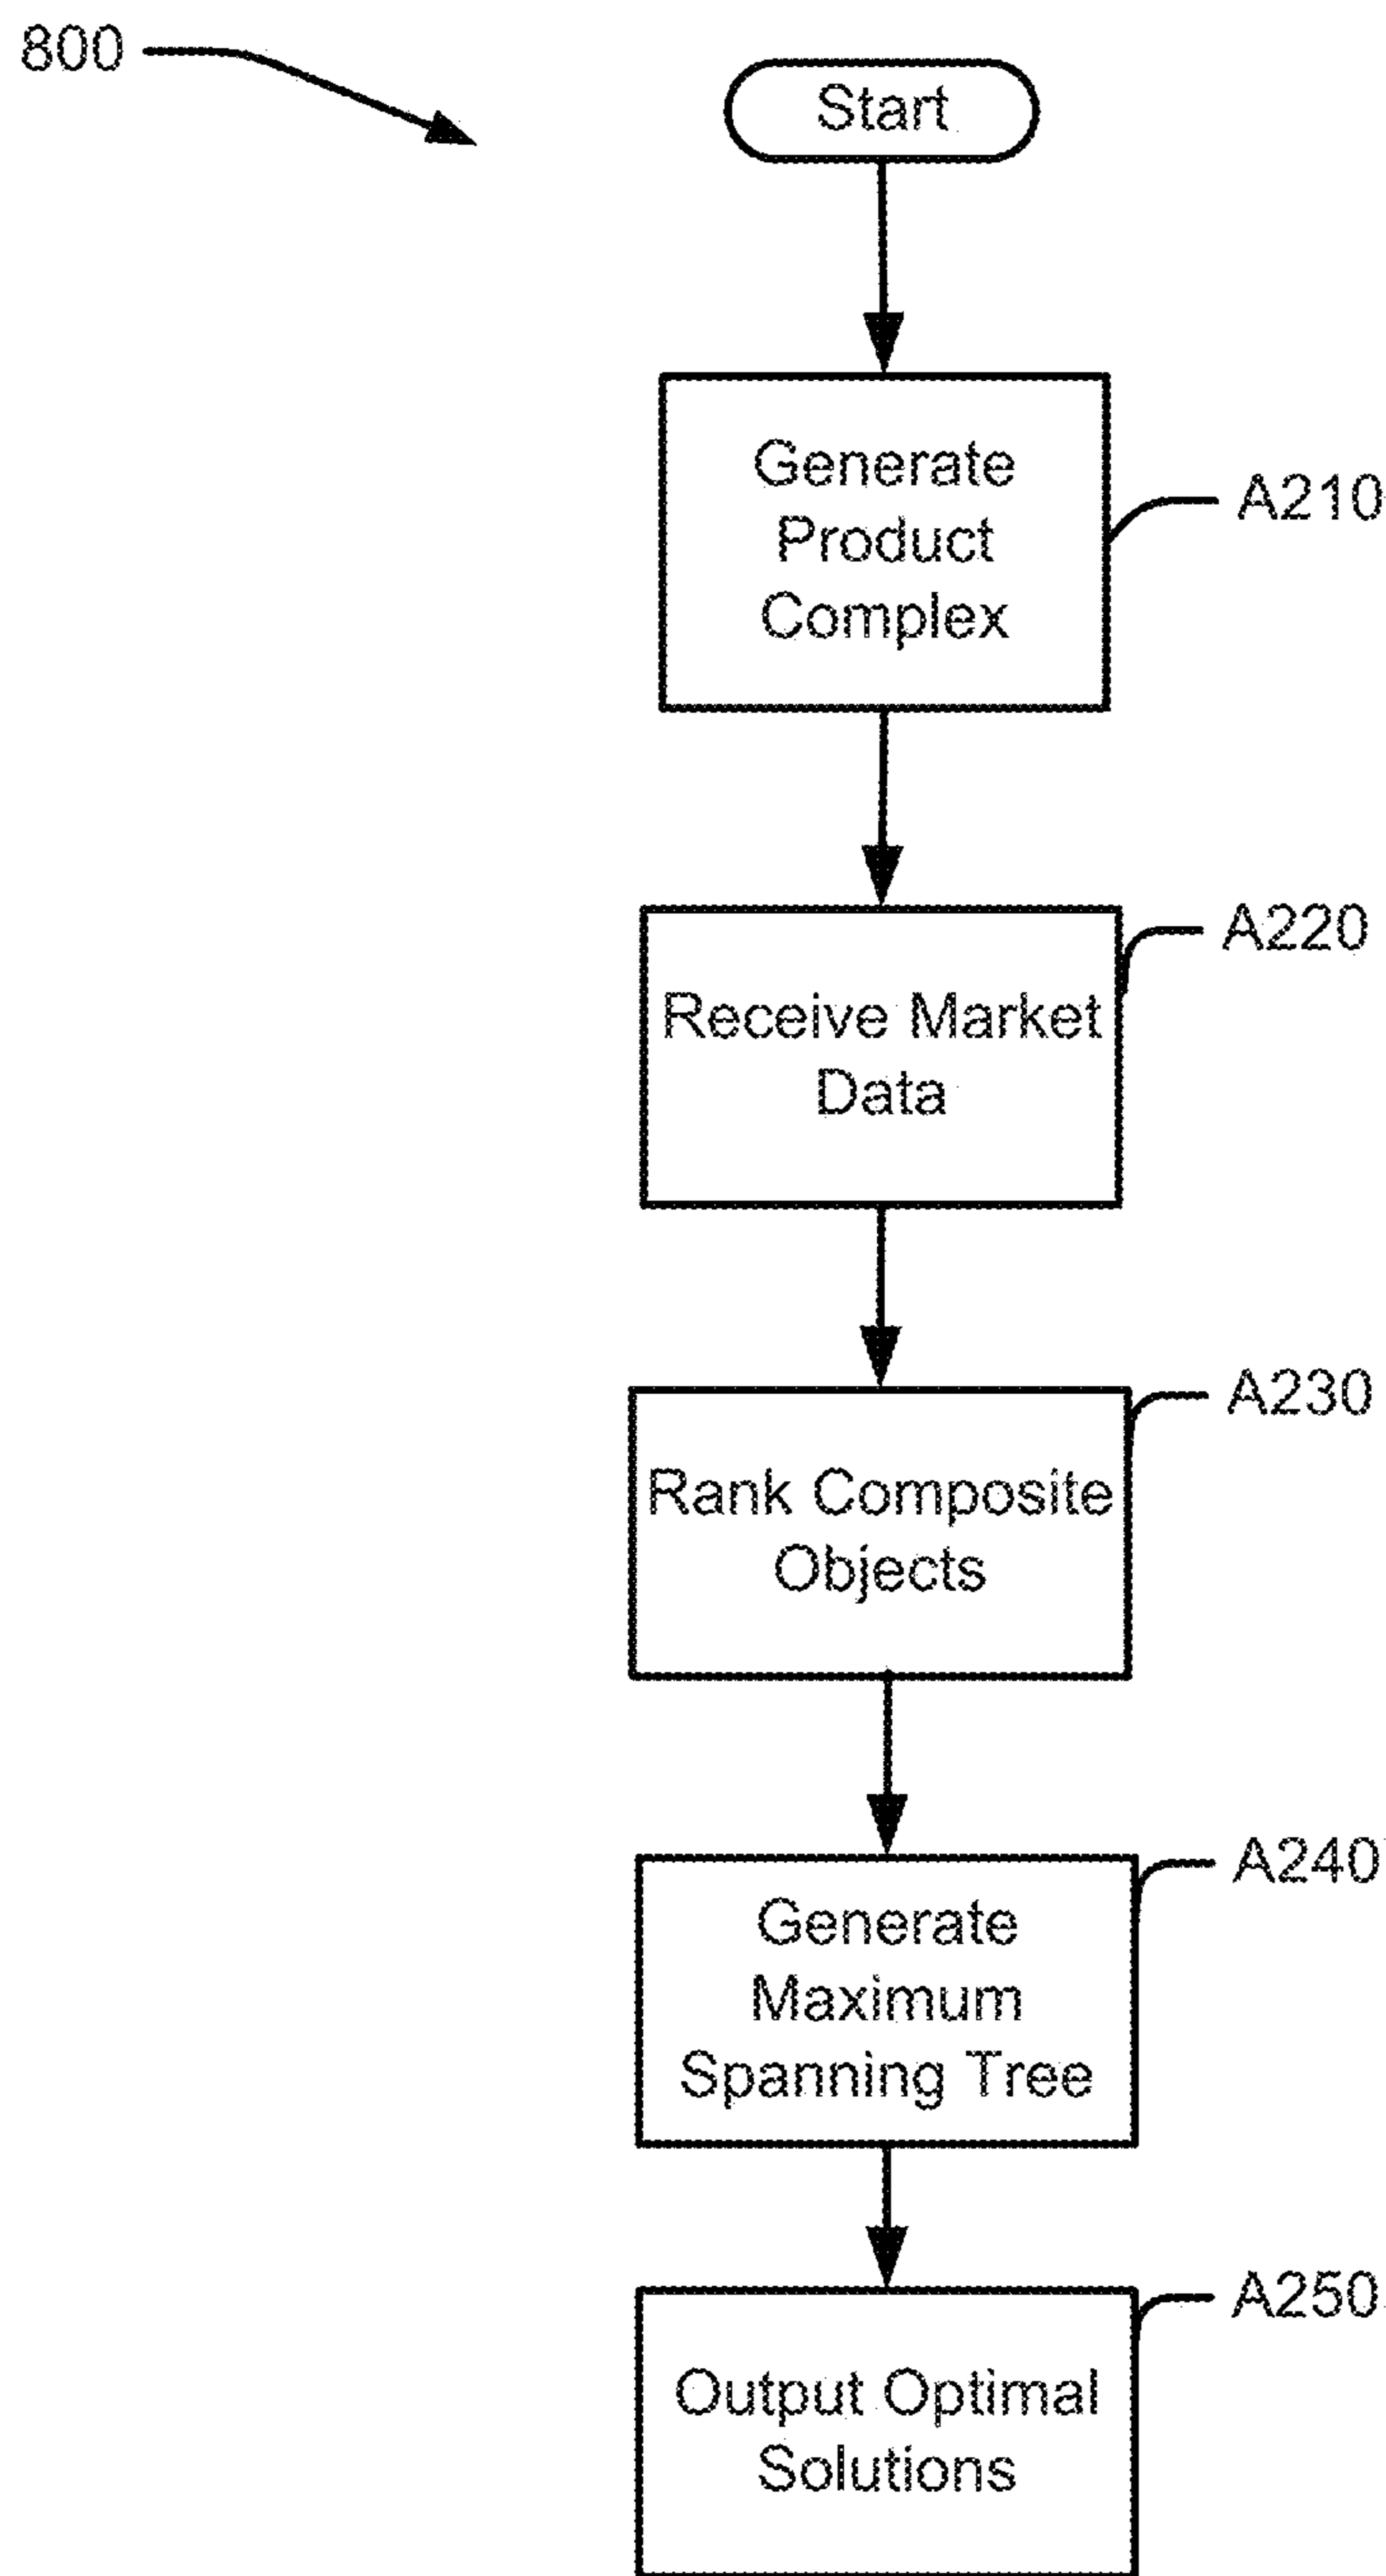 800
Start
Generate
Product
Complex
A210
Receive Market
Data
A220
Rank Composite
Objects
A230
Generate
Maximum
Spanning Tree
A240
Output Optimal
Solutions
A250